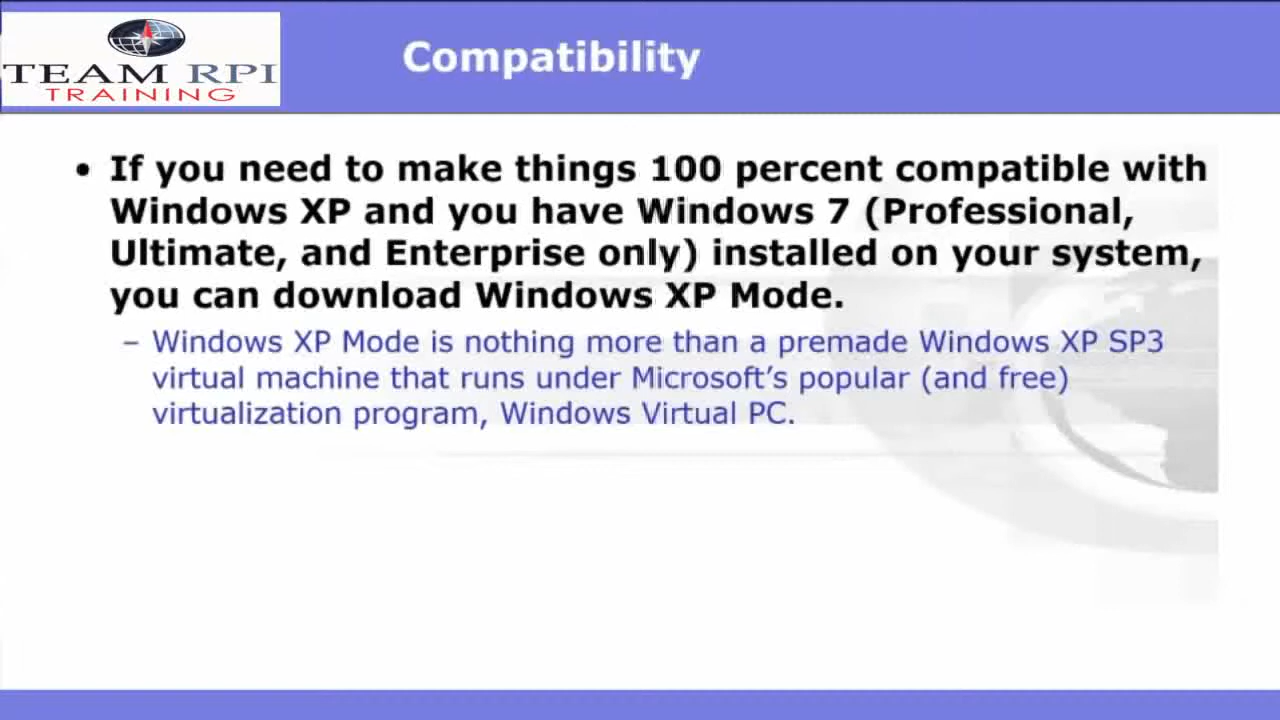 TEAM RPI
TRAINING
Compatibility
• If you need to make things 100 percent compatible with
Windows XP and you have Windows 7 (Professional,
Ultimate, and Enterprise only) installed on your system,
you can download Windows XP Mode.
– Windows XP Mode is nothing more than a premade Windows XP SP3
virtual machine that runs under Microsoft’s popular (and free)
virtualization program, Windows Virtual PC.